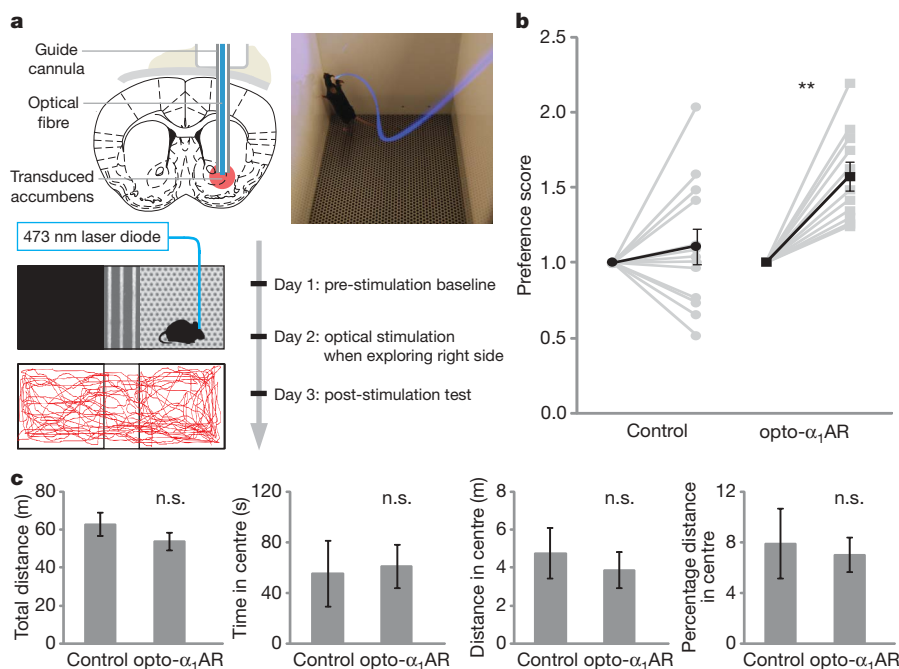 a
Guide
cannula
Optical
fibre
Transduced
accumbens
473 nm laser diode
Day 1: pre-stimulation baseline
Day 2: optical stimulation
when exploring right side
Day 3: post-stimulation test
b
Preference score
2.5
2.0
1.5
1.0
0.5
0.0
**
Control
opto-α₁AR
c
Total distance (m)
80
60
40
20
0
n.s.
Control opto-α₁AR
Time in centre (s)
120
80
40
0
n.s.
Control opto-α₁AR
Distance in centre (m)
8
6
4
2
0
n.s.
Control opto-α₁AR
Percentage distance
in centre
12
8
4
0
n.s.
Control opto-α₁AR